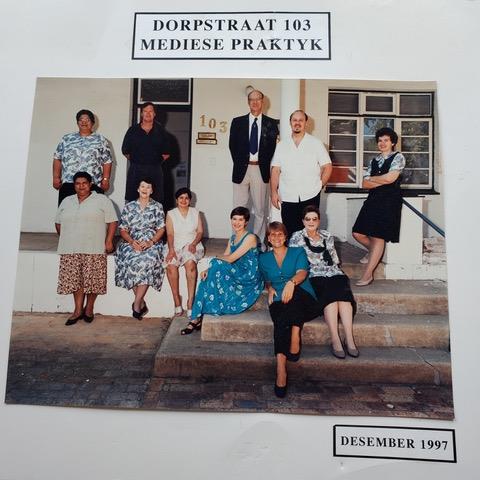 DORPSTRAAT 103
MEDIESE PRAKTYK
103
DESEMBER 1997